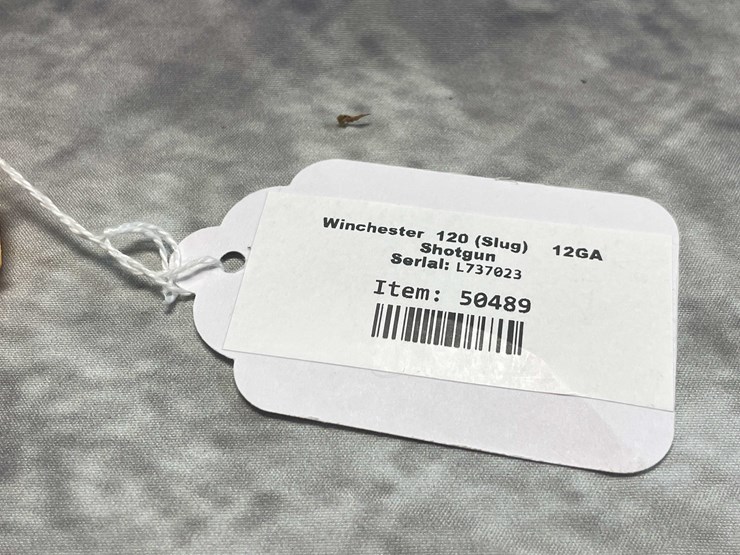 Winchester 120 (Slug) 12GA
Shotgun
Serial: L737023
Item: 50489